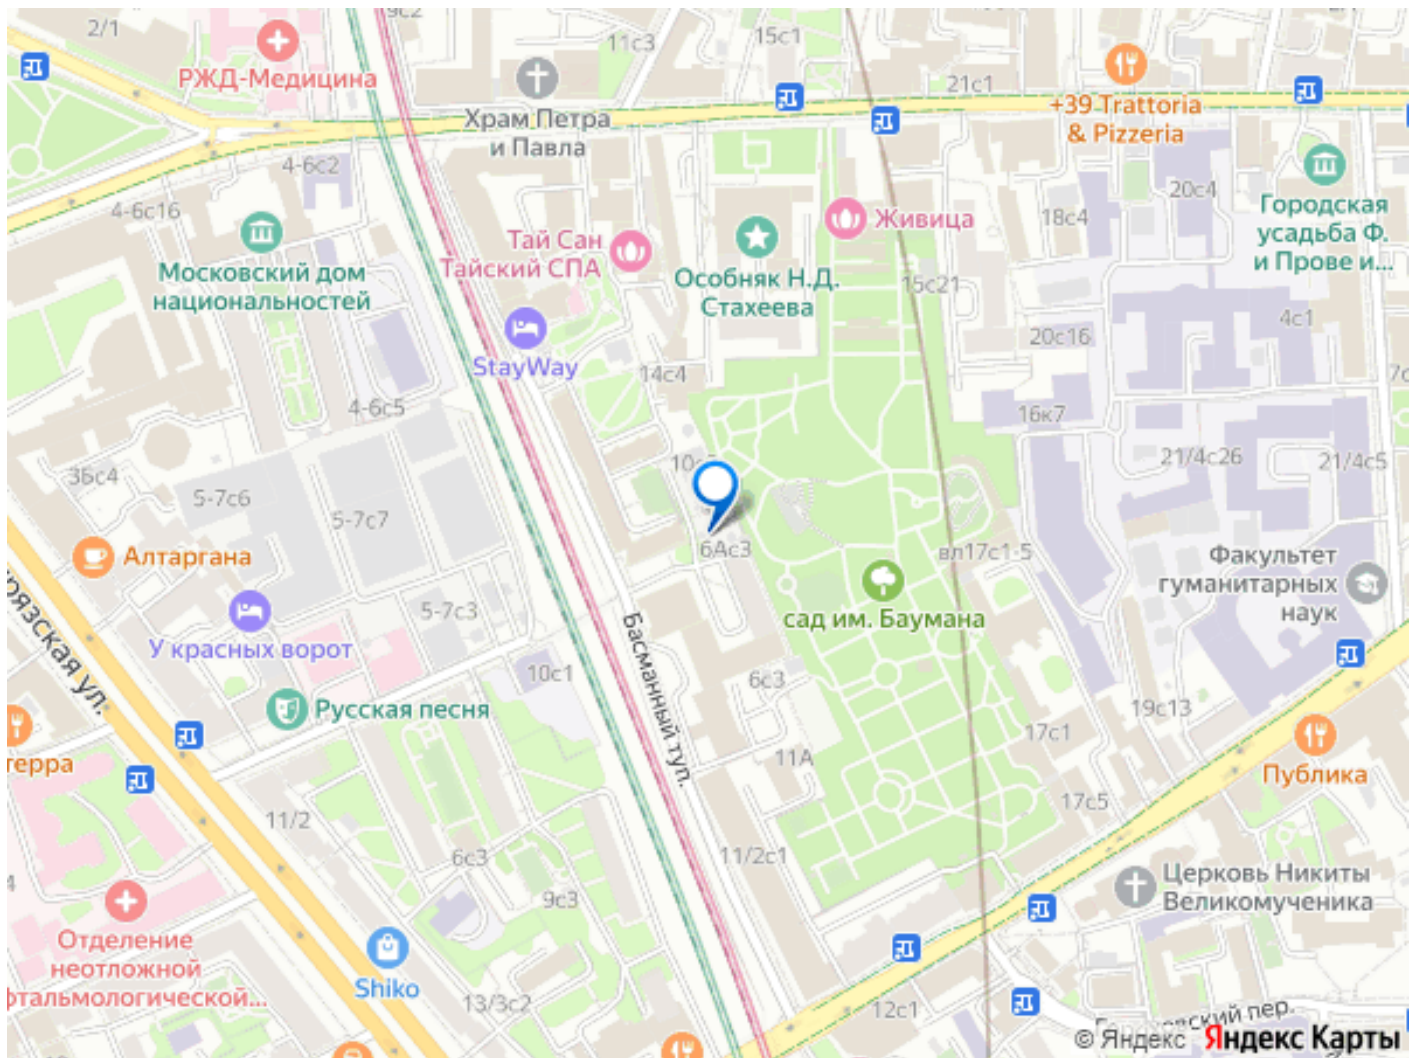 9с2
2/1
РЖД-Медицина
11с3
15с1
21с1
+39 Trattoria
& Pizzeria
Храм Петра
и Павла
4-6с2
4-6с16
20с4
18с4
Городская
усадьба Ф.
и Прове и...
Живица
Тай Сан
Тайский СПА
Московский дом
национальностей
Особняк Н.Д.
Стахеева
15с21
4с1
20с16
StayWay
14с4
4-6с5
16к7
3Бс4
5-7с6
5-7с7
21/4с26
21/4с5
6Ас3
вл17с1-5
Алтаргана
Факультет
гуманитарных
наук
5-7с3
сад им. Баумана
У красных ворот
Басманный туп.
10с1
6с3
Русская песня
19с13
17с1
11А
Публика
17с5
11/2
6с3
11/2с1
9с3
Церковь Никиты
Великомученика
Отделение
неотложной
Shiko
13/3с2
12с1
© Яндекс Яндекс Карты